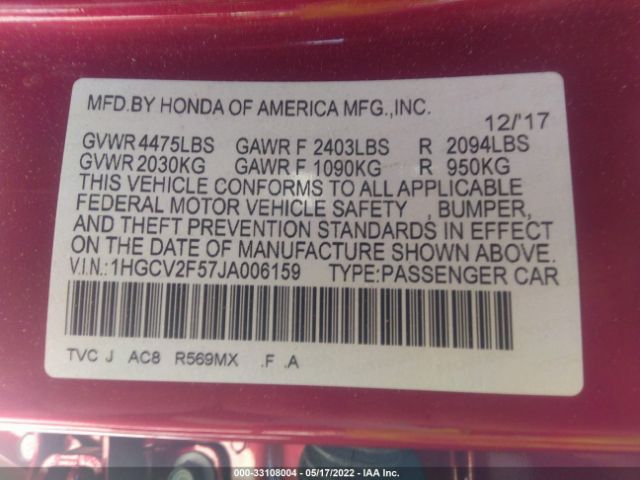 MFD.BY HONDA OF AMERICA MFG.,INC.
12/'17
GVWR 4475LBS GAWR F 2403LBS R 2094LBS
GVWR 2030KG GAWR F 1090KG R 950KG
THIS VEHICLE CONFORMS TO ALL APPLICABLE
FEDERAL MOTOR VEHICLE SAFETY , BUMPER,
AND THEFT PREVENTION STANDARDS IN EFFECT
ON THE DATE OF MANUFACTURE SHOWN ABOVE.
V.I.N.:1HGCV2F57JA006159 TYPE:PASSENGER CAR
TVC J AC8 R569MX .F .A
000-33108004 - 05/17/2022 - IAA Inc.